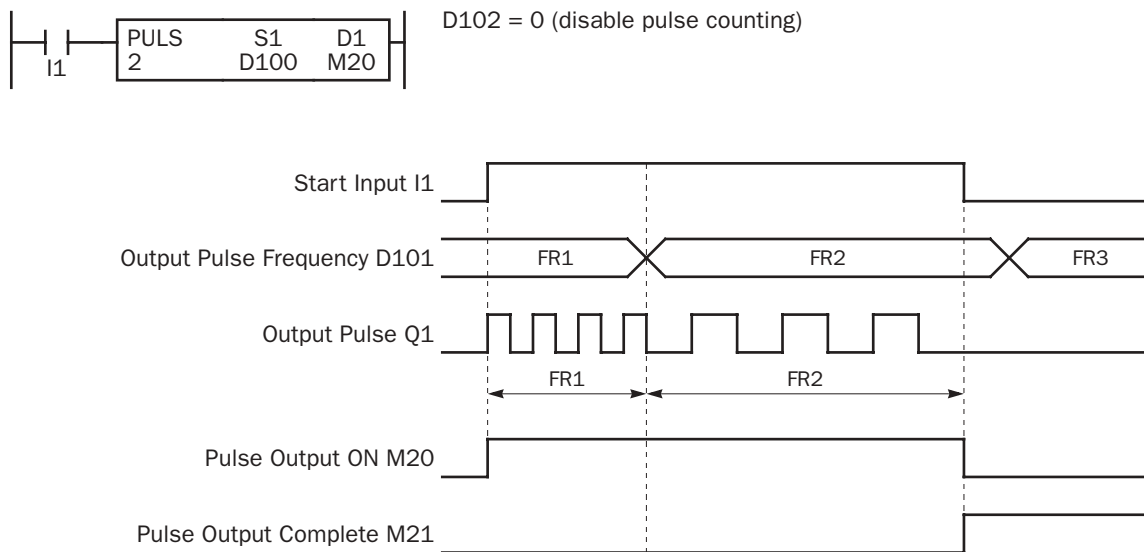 PULS S1 D1
2 D100 M20
I1
D102 = 0 (disable pulse counting)
Start Input I1
Output Pulse Frequency D101
FR1 FR2 FR3
Output Pulse Q1
FR1 FR2
Pulse Output ON M20
Pulse Output Complete M21